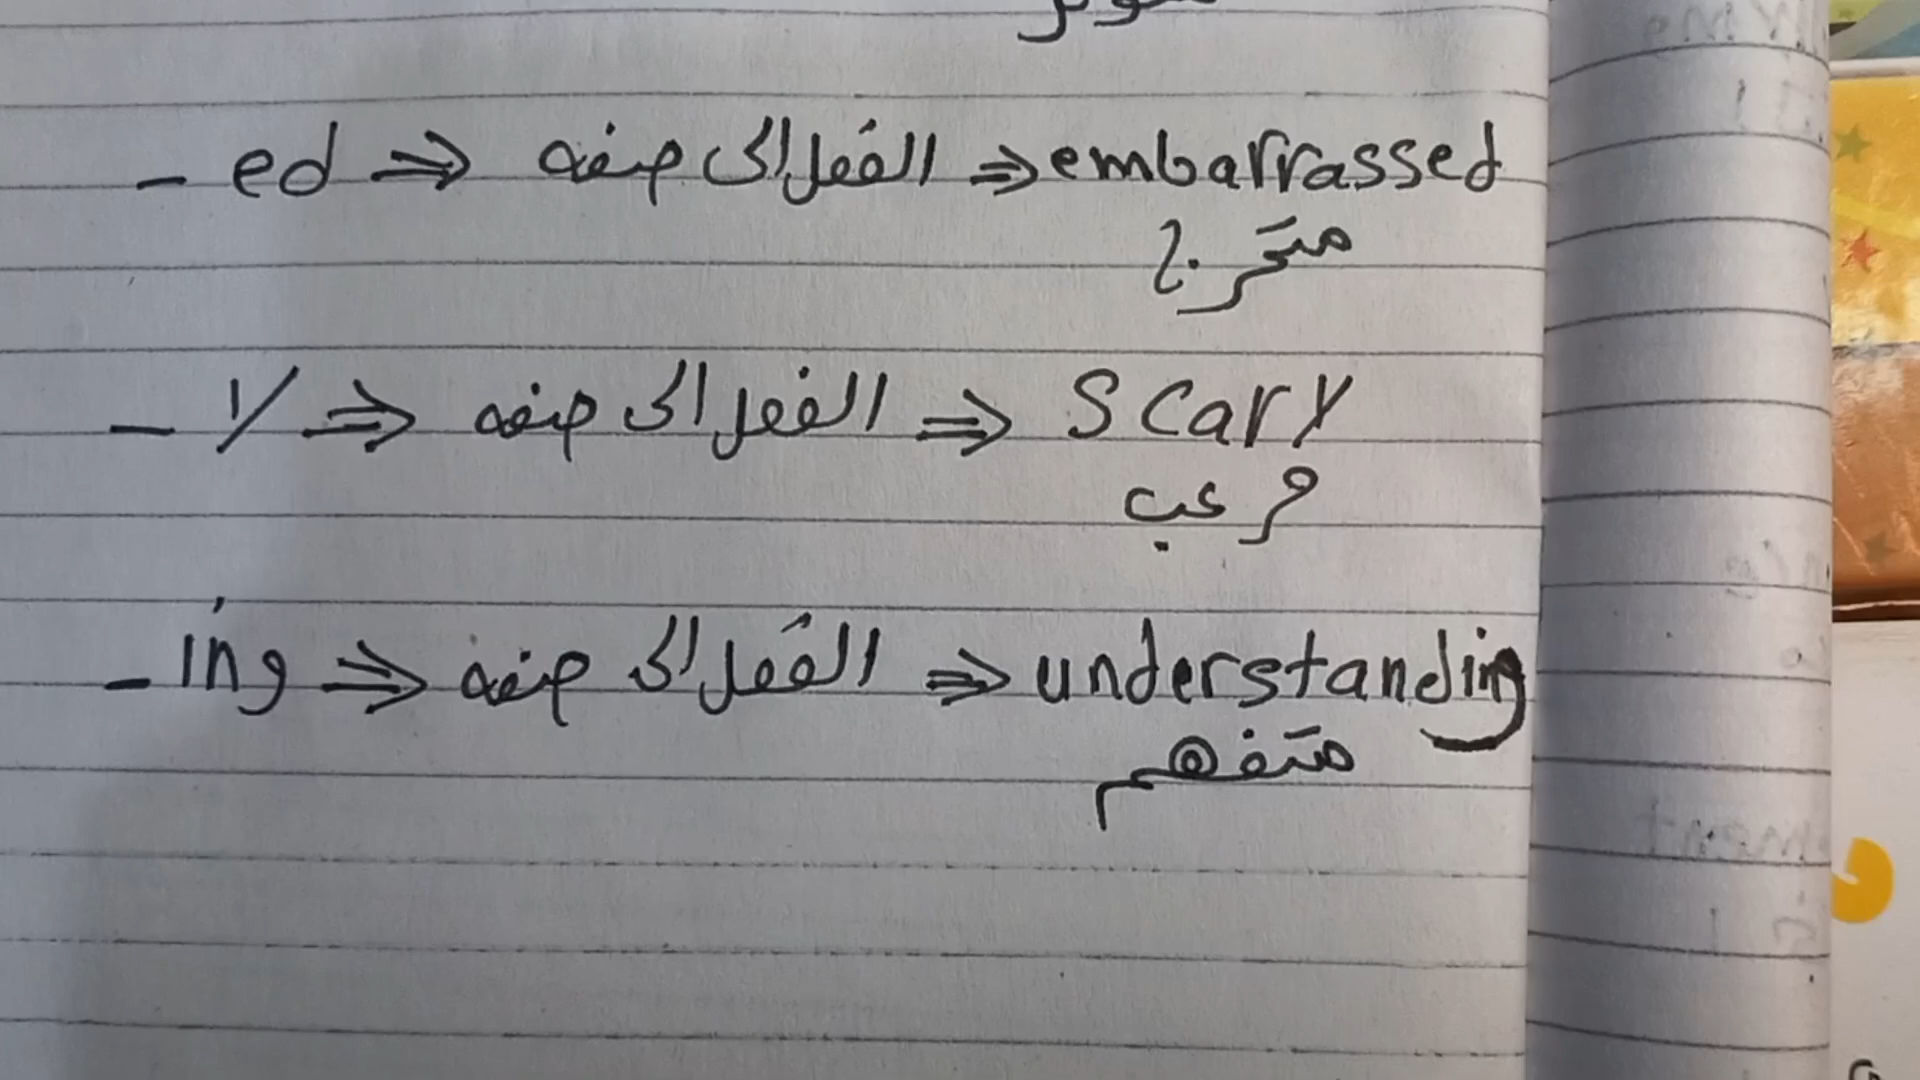 - ed ⇒ الفعل الى صفه ⇒ embarrassed
متحرج
- y ⇒ الفعل الى صفه ⇒ Scary
مرعب
- ing ⇒ الفعل الى صفه ⇒ understanding
متفهم